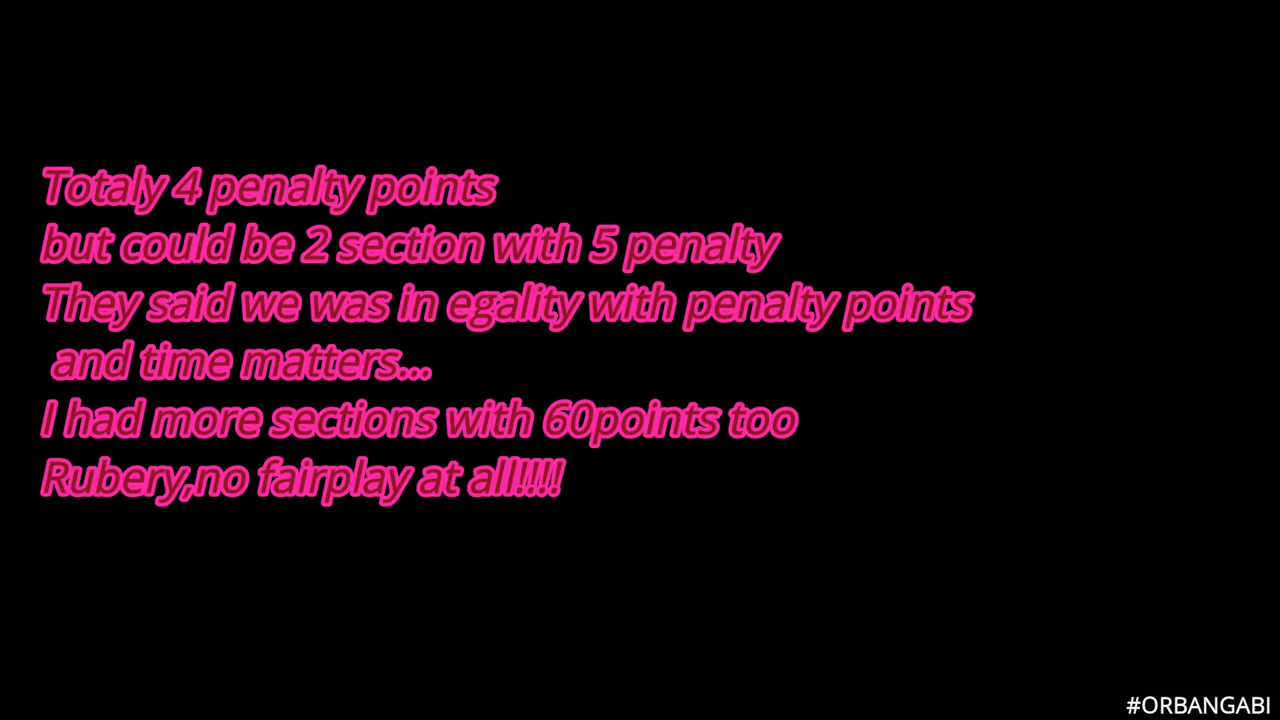 Totaly 4 penalty points
but could be 2 section with 5 penalty
They said we was in egality with penalty points
and time matters...
I had more sections with 60points too
Rubery,no fairplay at all!!!!
#ORBANGABI